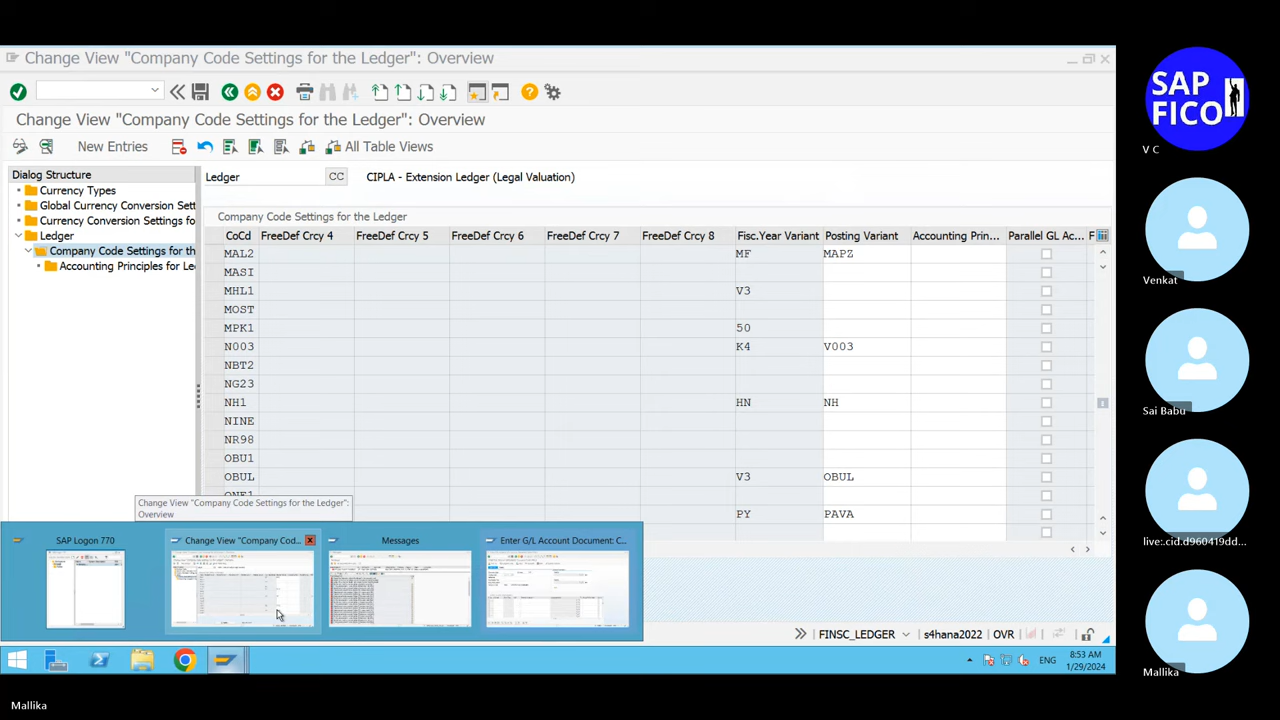 Change View "Company Code Settings for the Ledger": Overview
Change View "Company Code Settings for the Ledger": Overview
New Entries
All Table Views
Dialog Structure
Currency Types
Global Currency Conversion Sett
Currency Conversion Settings fo
Ledger
Company Code Settings for th
Accounting Principles for Le
Ledger CC CIPLA - Extension Ledger (Legal Valuation)
Company Code Settings for the Ledger
CoCd FreeDef Crcy 4 FreeDef Crcy 5 FreeDef Crcy 6 FreeDef Crcy 7 FreeDef Crcy 8 Fisc.Year Variant Posting Variant Accounting Prin... Parallel GL Ac... F
MAL2 MF MAPZ
MASI
MHL1 V3
MOST
MPK1 50
N003 K4 V003
NBT2
NG23
NH1 HN NH
NINE
NR98
OBU1
OBUL V3 OBUL
ONE1
PY PAVA
Change View "Company Code Settings for the Ledger":
Overview
SAP Logon 770
Change View "Company Cod...
Messages
Enter G/L Account Document: C...
FINSC_LEDGER s4hana2022 OVR
ENG
8:53 AM
1/29/2024
SAP
FICO
V C
Venkat
Sai Babu
live:.cid.d960419dd...
Mallika
Mallika